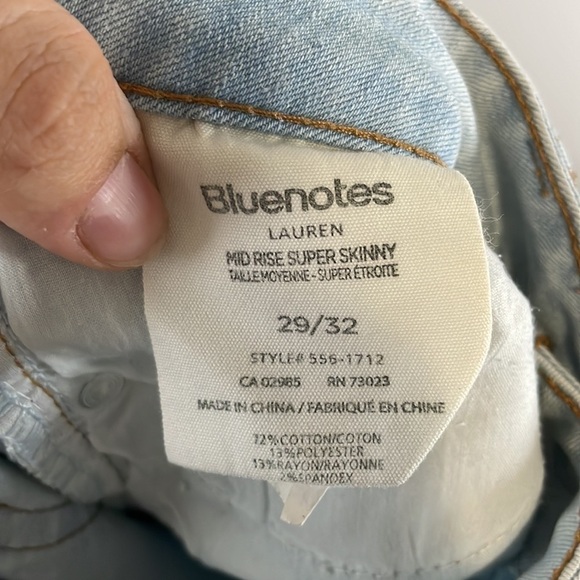 Bluenotes
LAUREN
MID RISE SUPER SKINNY
TAILLE MOYENNE - SUPER ÉTROITE
29/32
STYLE# 556-1712
CA 02985 RN 73023
MADE IN CHINA / FABRIQUÉ EN CHINE
72% COTTON/COTON
13% POLYESTER
13% RAYON/RAYONNE
2% SPANDEX